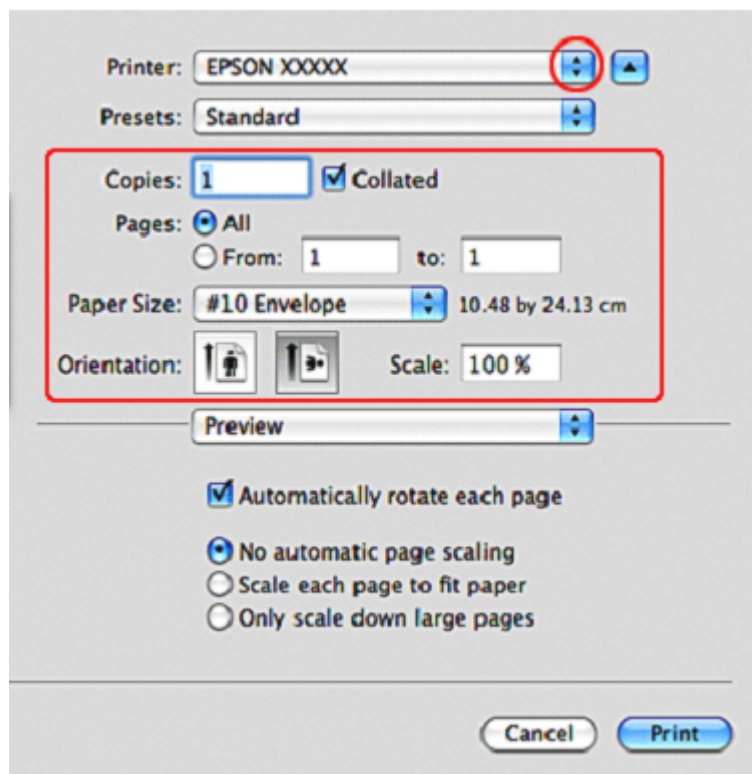 Printer: EPSON XXXXX
Presets: Standard
Copies: 1 Collated
Pages: All
From: 1 to: 1
Paper Size: #10 Envelope 10.48 by 24.13 cm
Orientation: Scale: 100 %
Preview
Automatically rotate each page
No automatic page scaling
Scale each page to fit paper
Only scale down large pages
Cancel Print